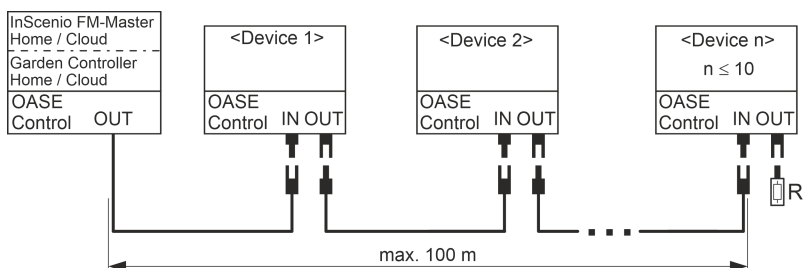 InScenio FM-Master
Home / Cloud
Garden Controller
Home / Cloud
OASE
Control OUT
<Device 1>
OASE
Control IN OUT
<Device 2>
OASE
Control IN OUT
<Device n>
n ≤ 10
OASE
Control IN OUT
R
max. 100 m